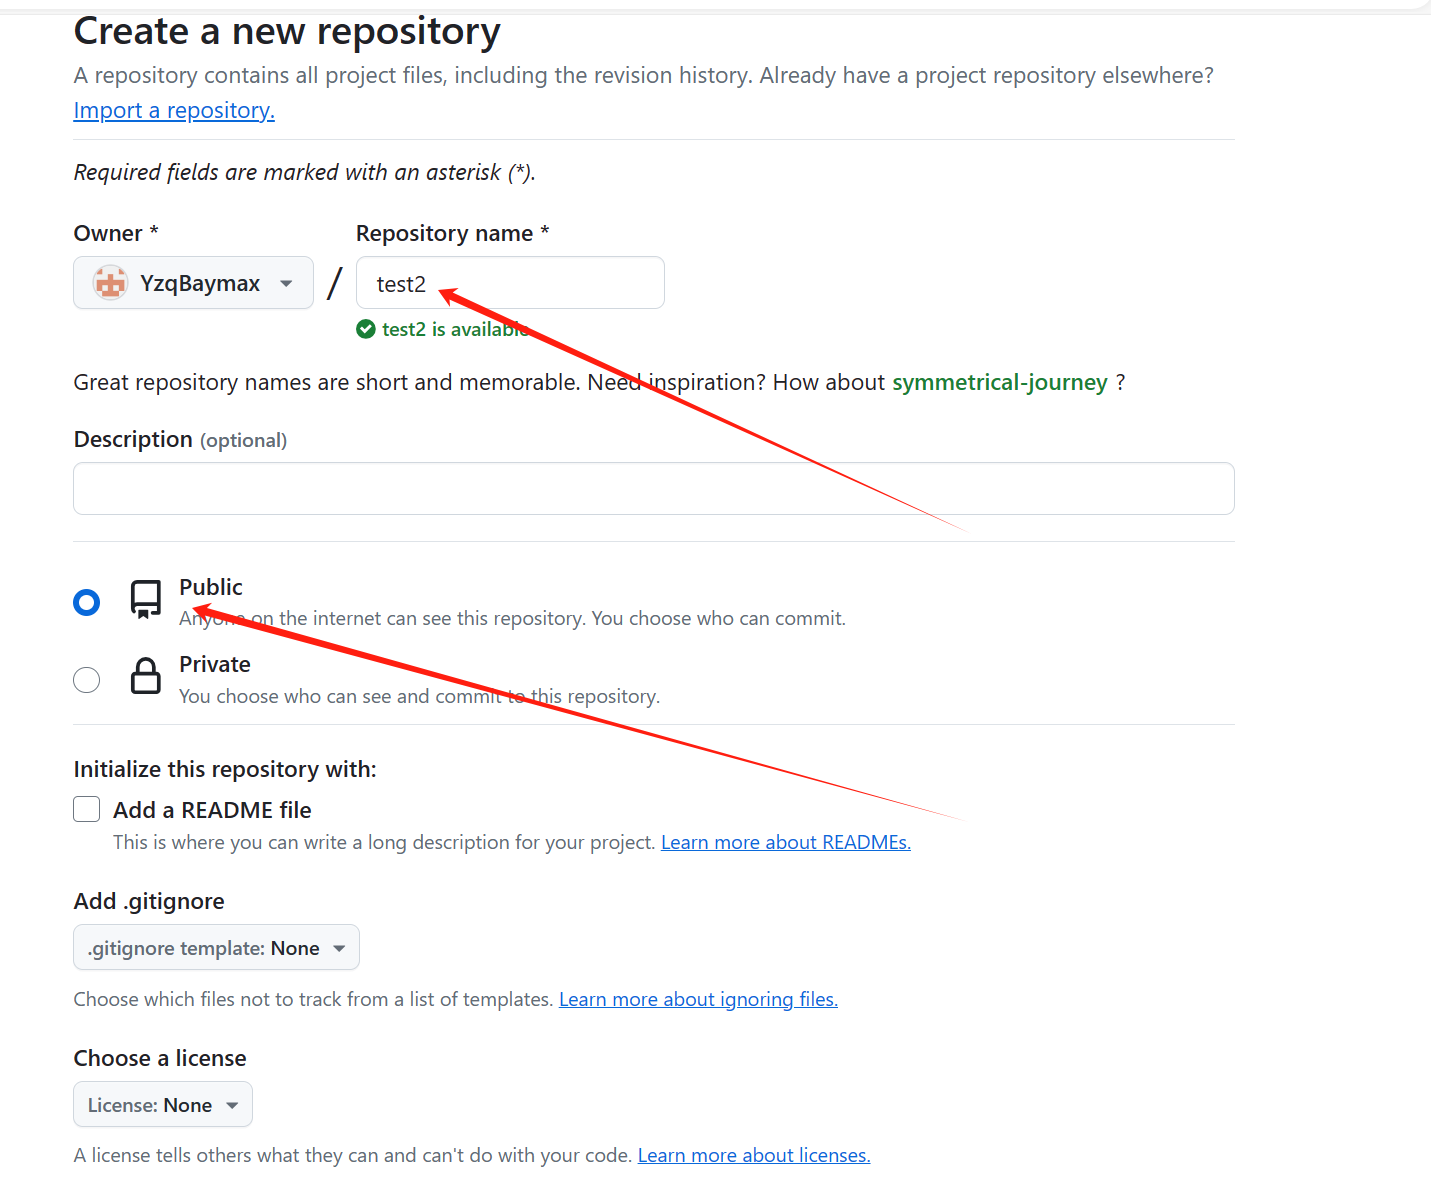 Create a new repository
A repository contains all project files, including the revision history. Already have a project repository elsewhere?
Import a repository.
Required fields are marked with an asterisk (*).
Owner *
Repository name *
YzqBaymax
/
test2
test2 is available.
Great repository names are short and memorable. Need inspiration? How about symmetrical-journey ?
Description (optional)
Public
Anyone on the internet can see this repository. You choose who can commit.
Private
You choose who can see and commit to this repository.
Initialize this repository with:
Add a README file
This is where you can write a long description for your project. Learn more about READMEs.
Add .gitignore
.gitignore template: None
Choose which files not to track from a list of templates. Learn more about ignoring files.
Choose a license
License: None
A license tells others what they can and can't do with your code. Learn more about licenses.